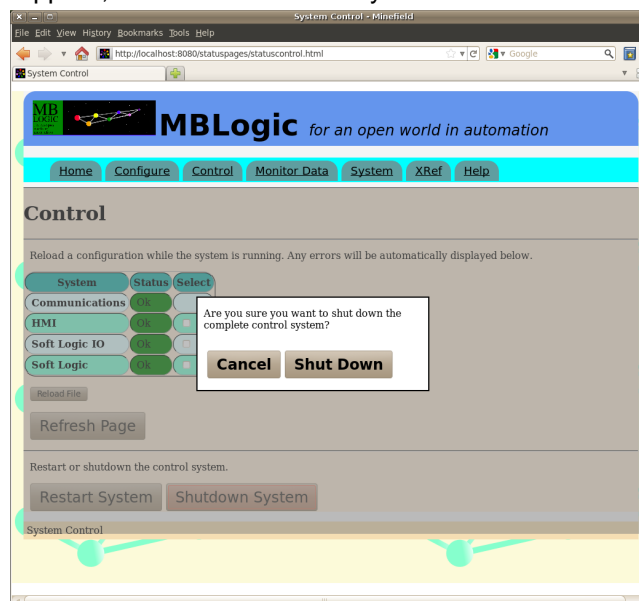 System Control - Minefield
File Edit View History Bookmarks Tools Help
http://localhost:8080/statuspages/statuscontrol.html Google
System Control
MB
LOGIC
MBLogic for an open world in automation
Home Configure Control Monitor Data System XRef Help
Control
Reload a configuration while the system is running. Any errors will be automatically displayed below.
System Status Select
Communications Ok
HMI Ok
Soft Logic IO Ok
Soft Logic Ok
Are you sure you want to shut down the
complete control system?
Cancel Shut Down
Reload File
Refresh Page
Restart or shutdown the control system.
Restart System Shutdown System
System Control